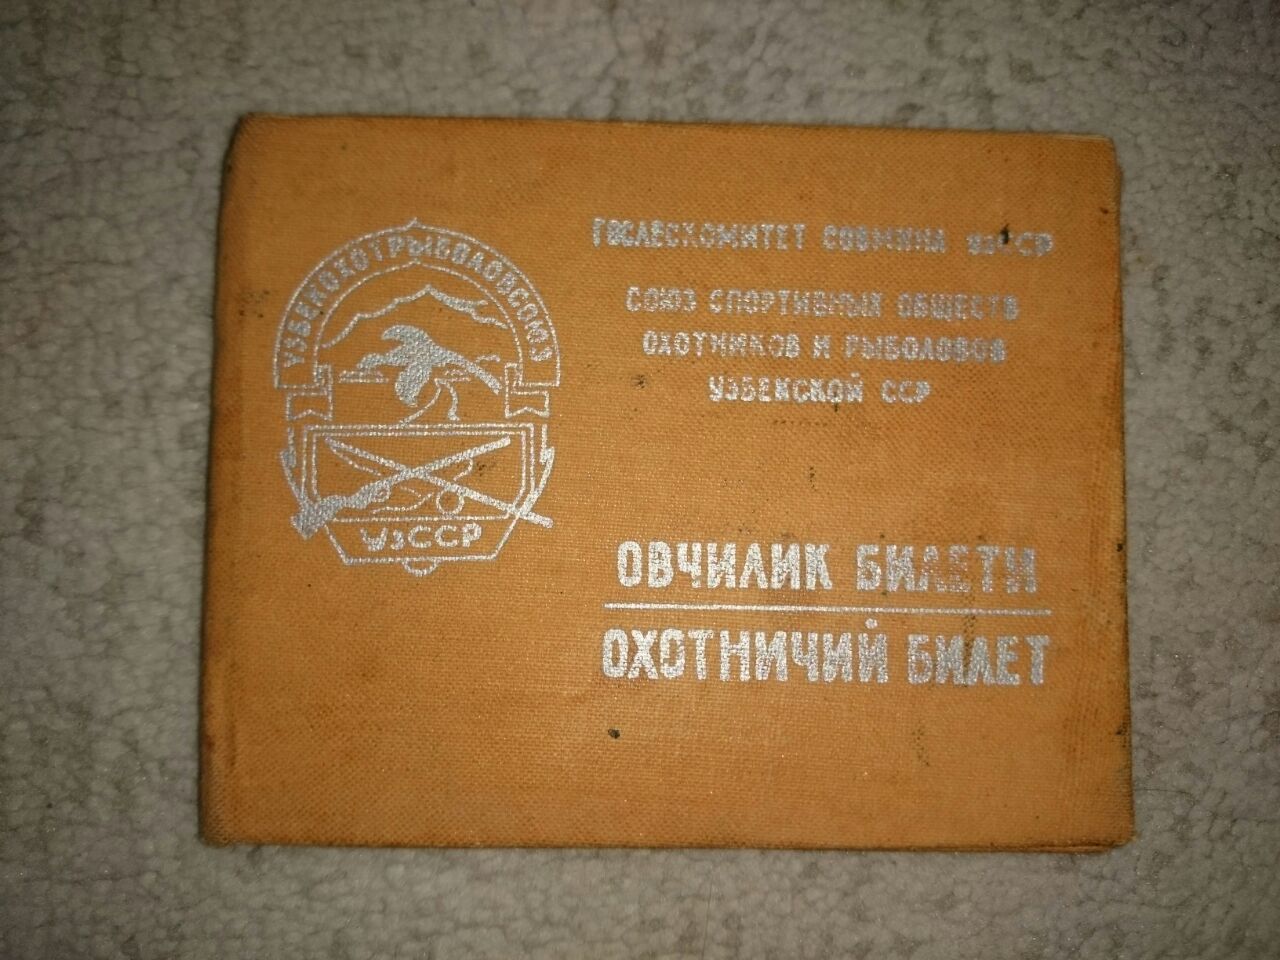 УЗБЕКОХОТРЫБОЛОВСОЮЗ
УзССР
ГОСЛЕСКОМИТЕТ СОВМИНА УзССР
СОЮЗ СПОРТИВНЫХ ОБЩЕСТВ
ОХОТНИКОВ И РЫБОЛОВОВ
УЗБЕКСКОЙ ССР
ОВЧИЛИК БИЛЕТИ
ОХОТНИЧИЙ БИЛЕТ